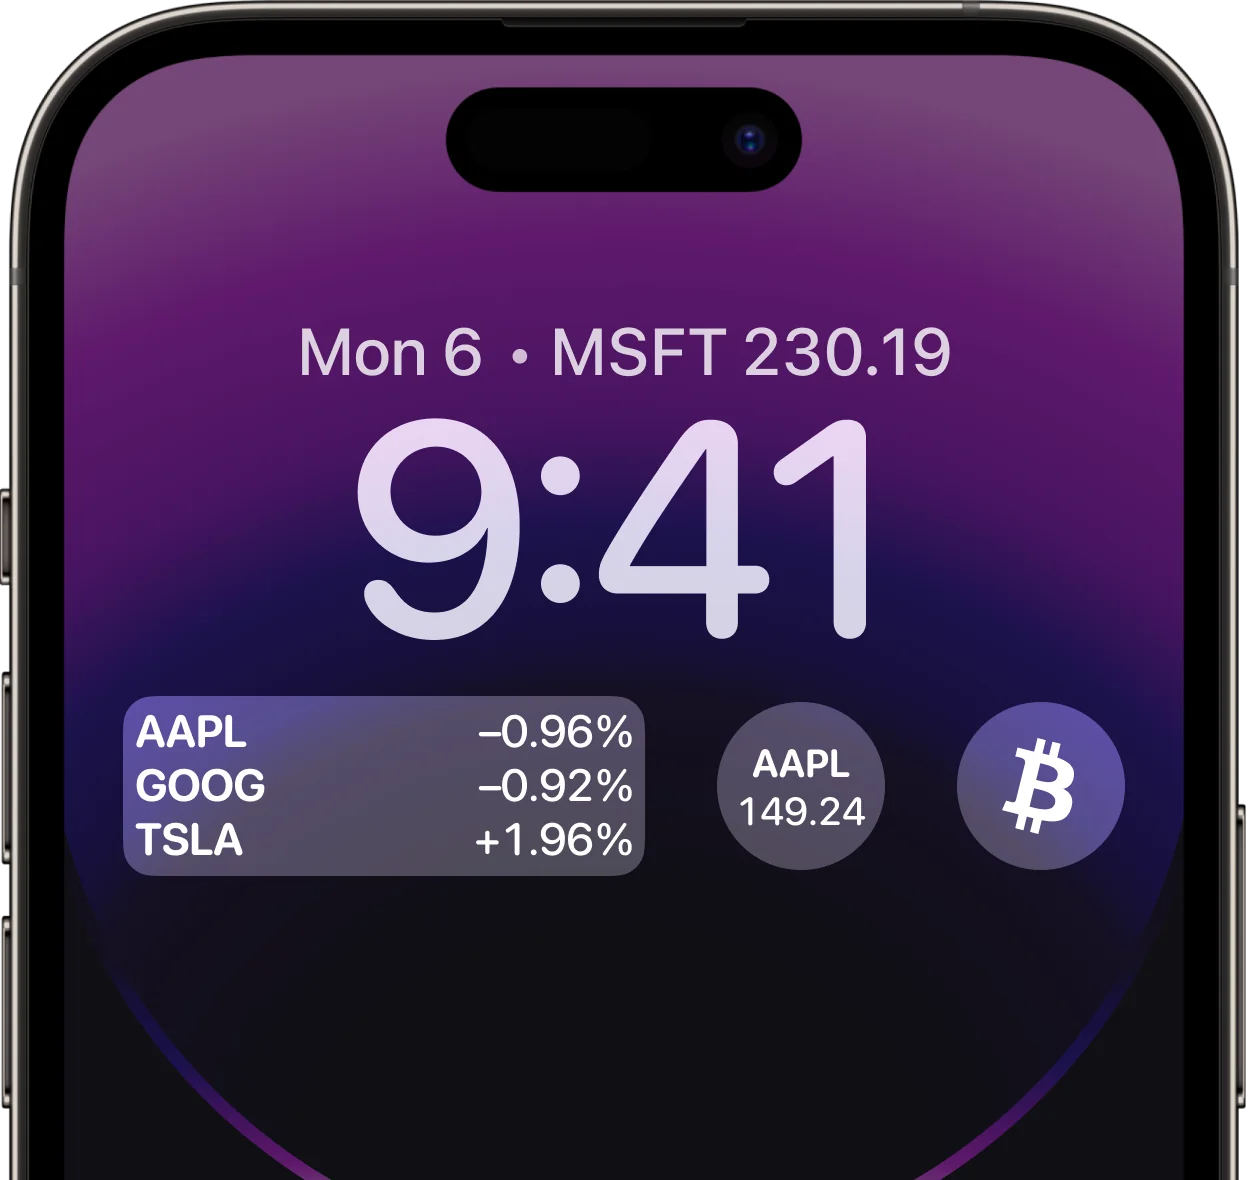 Mon 6 • MSFT 230.19
9:41
AAPL –0.96%
GOOG –0.92%
TSLA +1.96%
AAPL
149.24